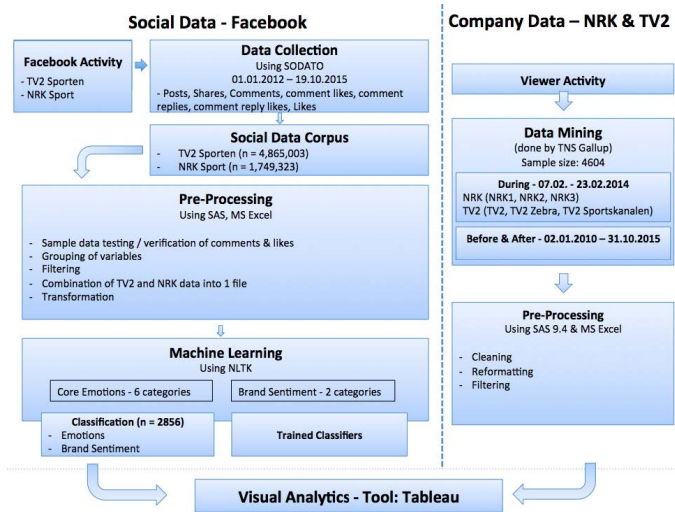 Social Data - Facebook
Facebook Activity
- TV2 Sporten
- NRK Sport
Data Collection
Using SODATO
01.01.2012 – 19.10.2015
- Posts, Shares, Comments, comment likes, comment
replies, comment reply likes, Likes
Social Data Corpus
- TV2 Sporten (n = 4,865,003)
- NRK Sport (n = 1,749,323)
Pre-Processing
Using SAS, MS Excel
- Sample data testing / verification of comments & likes
- Grouping of variables
- Filtering
- Combination of TV2 and NRK data into 1 file
- Transformation
Machine Learning
Using NLTK
Core Emotions - 6 categories
Brand Sentiment - 2 categories
Classification (n = 2856)
- Emotions
- Brand Sentiment
Trained Classifiers
Company Data – NRK & TV2
Viewer Activity
Data Mining
(done by TNS Gallup)
Sample size: 4604
During - 07.02. - 23.02.2014
NRK (NRK1, NRK2, NRK3)
TV2 (TV2, TV2 Zebra, TV2 Sportskanalen)
Before & After - 02.01.2010 – 31.10.2015
Pre-Processing
Using SAS 9.4 & MS Excel
- Cleaning
- Reformatting
- Filtering
Visual Analytics - Tool: Tableau